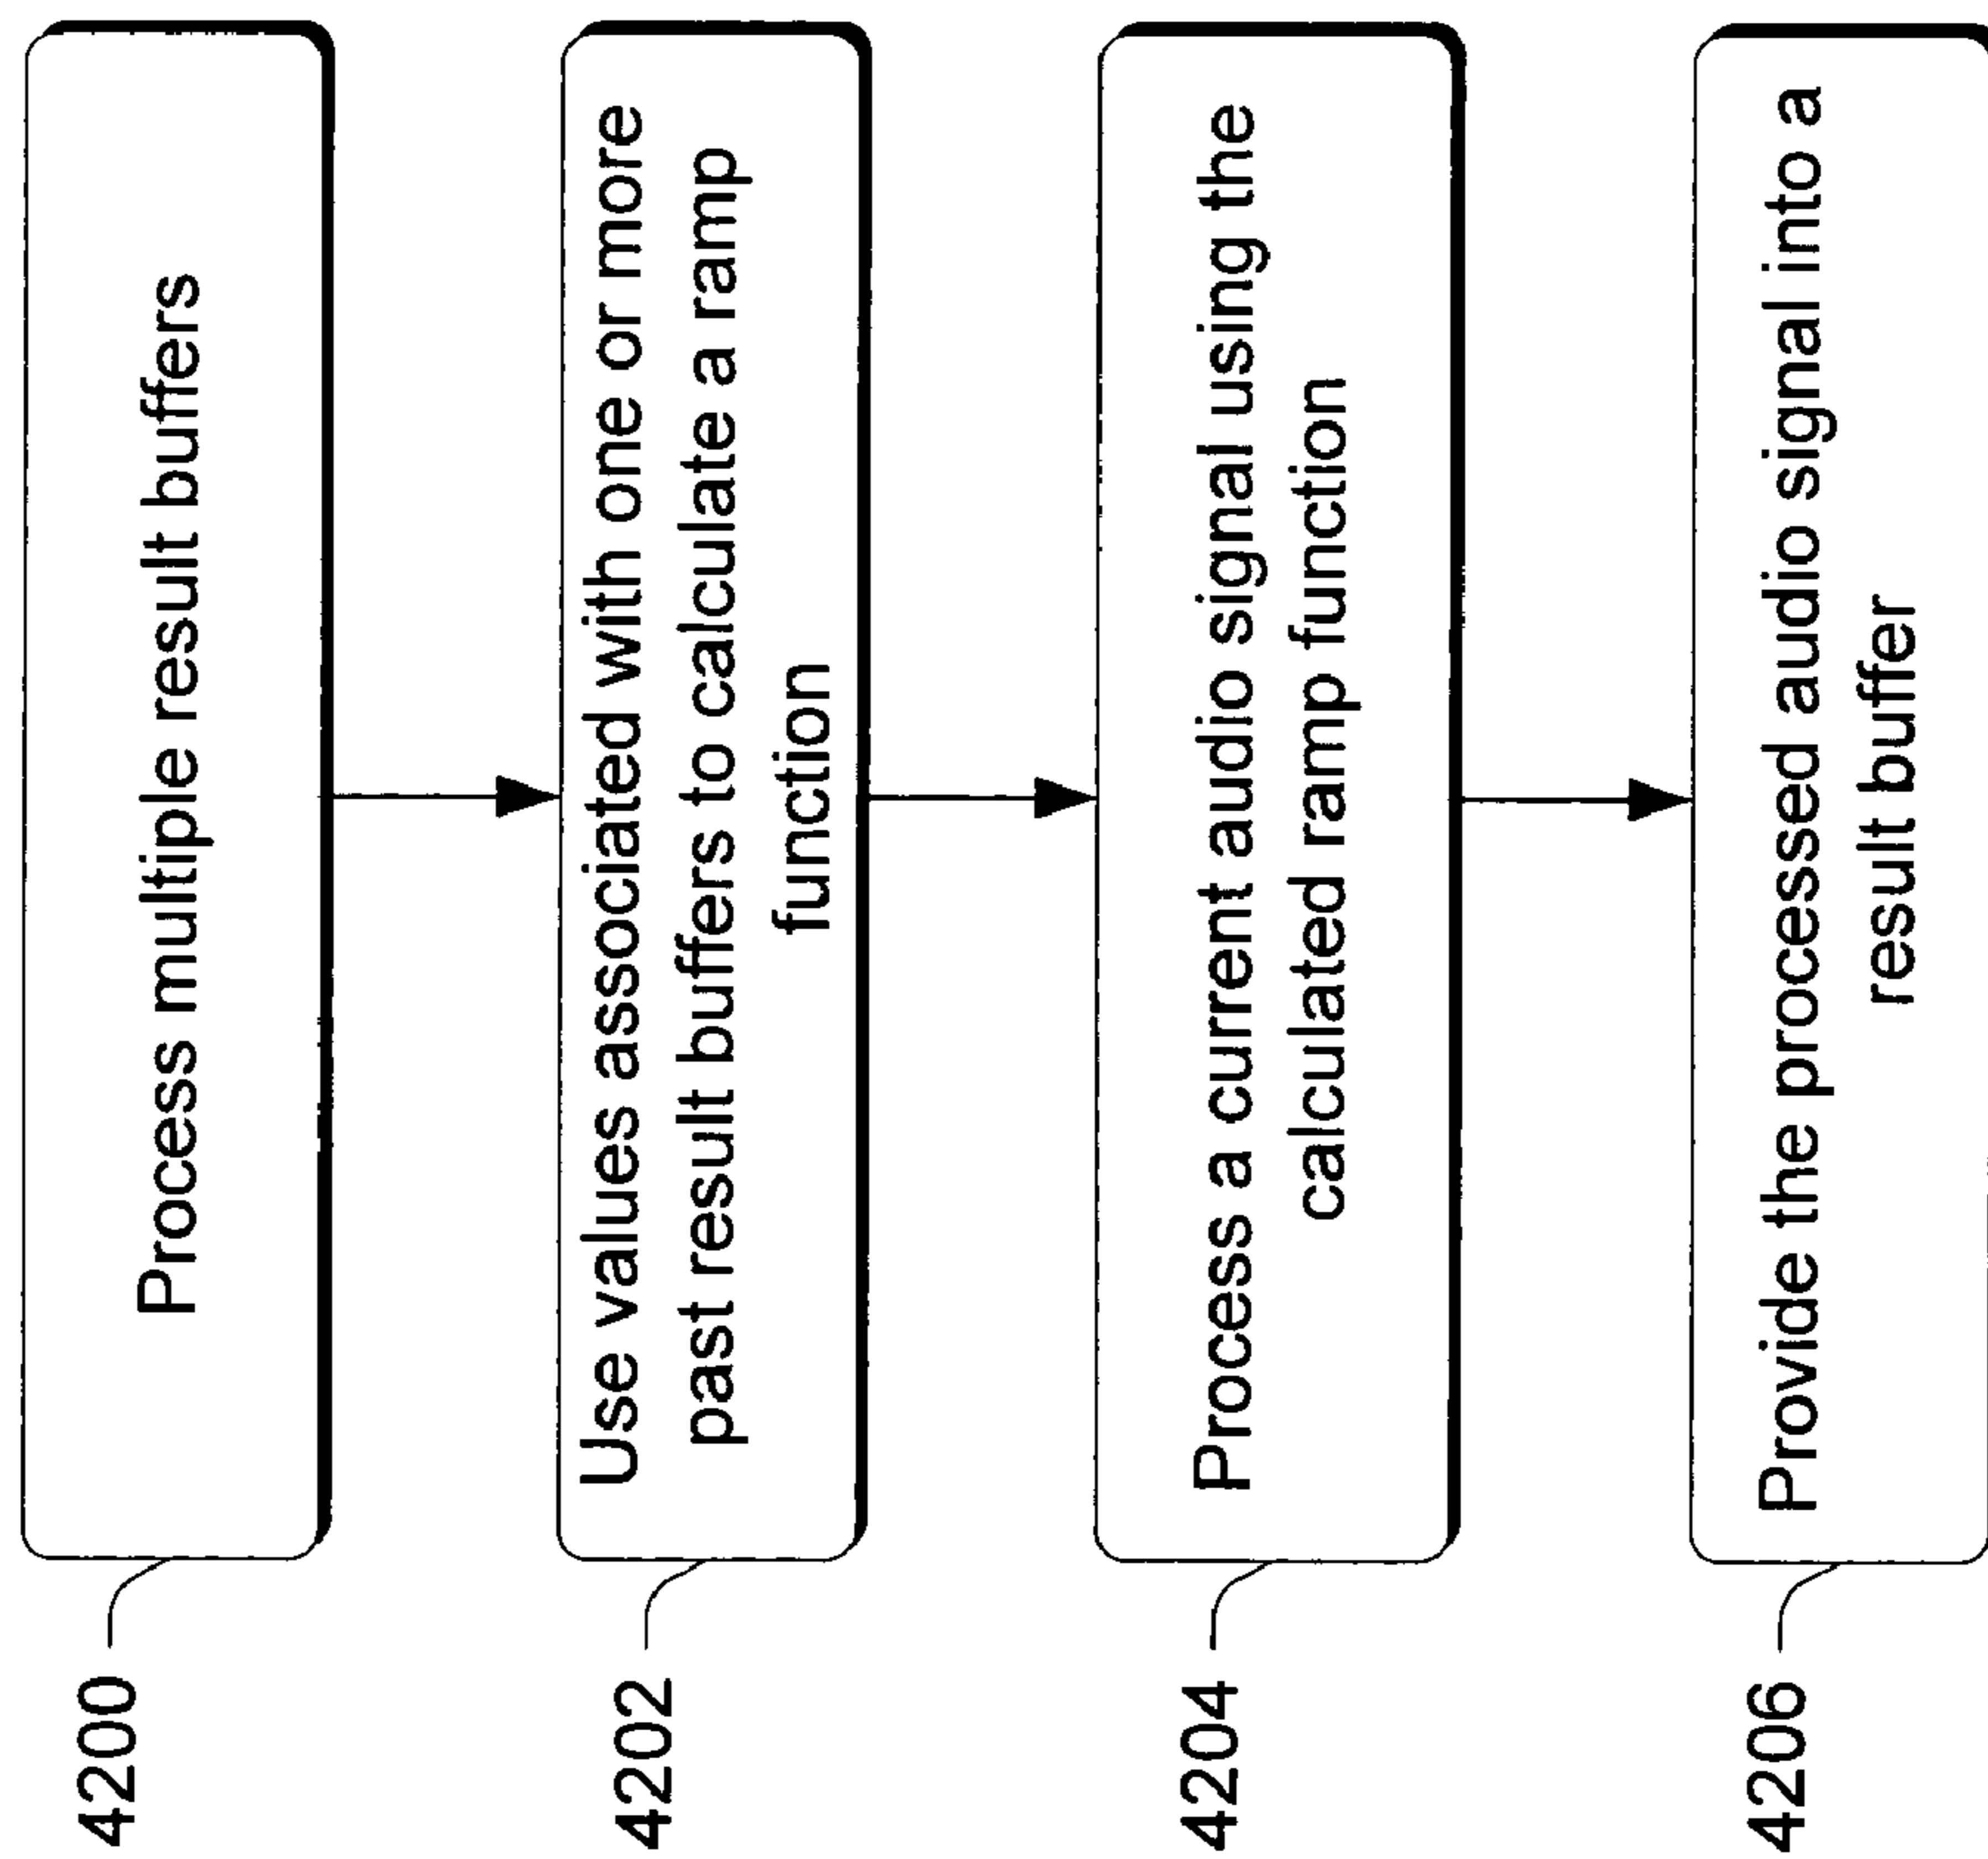 4200
Process multiple result buffers
4202
Use values associated with one or more
past result buffers to calculate a ramp
function
4204
Process a current audio signal using the
calculated ramp function
4206
Provide the processed audio signal into a
result buffer